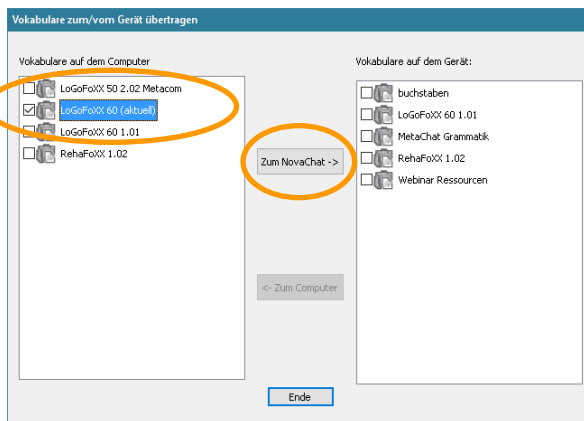 Vokabulare zum/vom Gerät übertragen
Vokabulare auf dem Computer
LoGoFoXX 50 2.02 Metacom
LoGoFoXX 60 (aktuell)
LoGoFoXX 60 1.01
RehaFoXX 1.02
Zum NovaChat ->
<- Zum Computer
Vokabulare auf dem Gerät:
buchstaben
LoGoFoXX 60 1.01
MetaChat Grammatik
RehaFoXX 1.02
Webinar Ressourcen
Ende